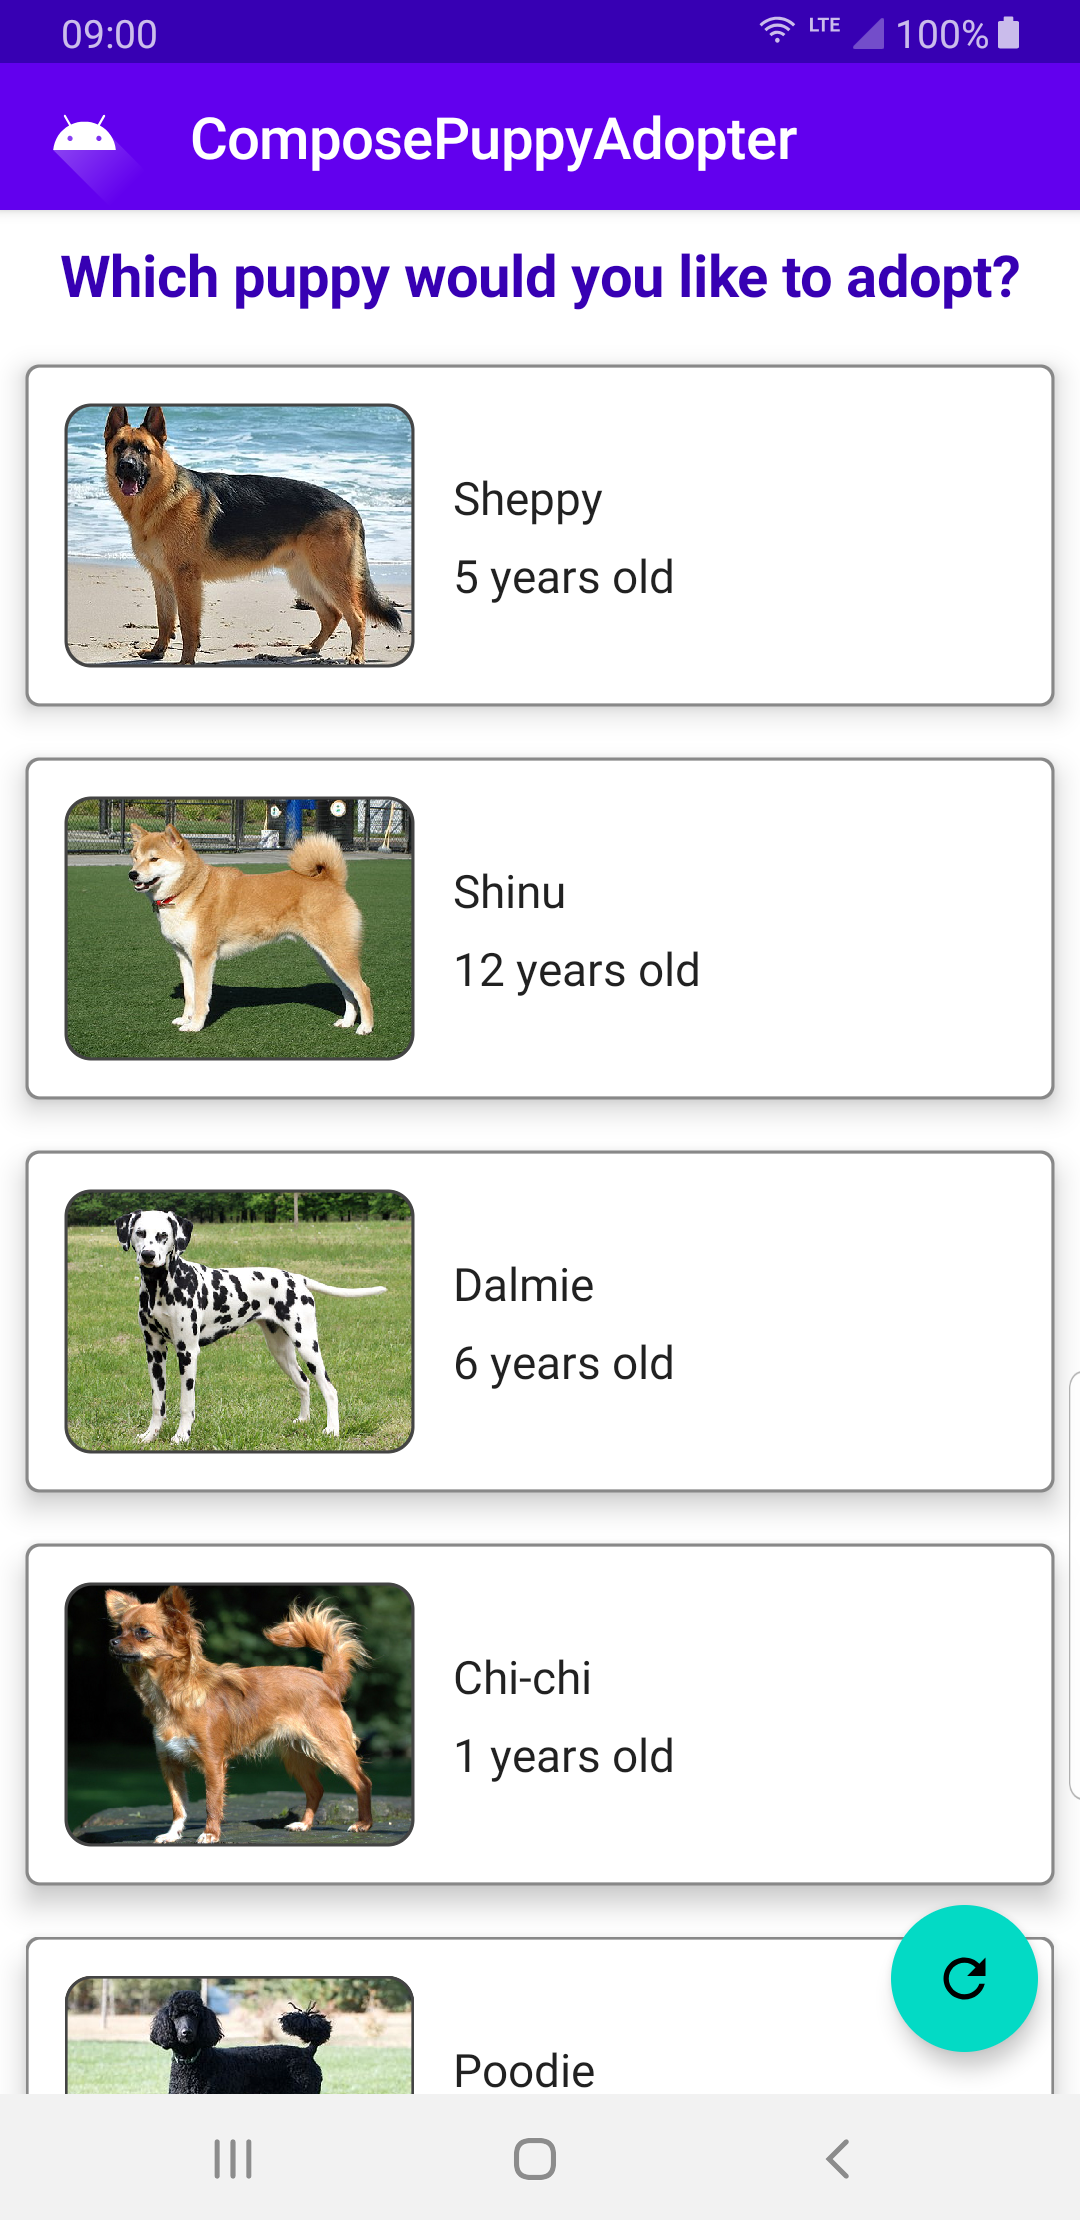 09:00
LTE 100%
ComposePuppyAdopter
Which puppy would you like to adopt?
Sheppy
5 years old
Shinu
12 years old
Dalmie
6 years old
Chi-chi
1 years old
Poodie